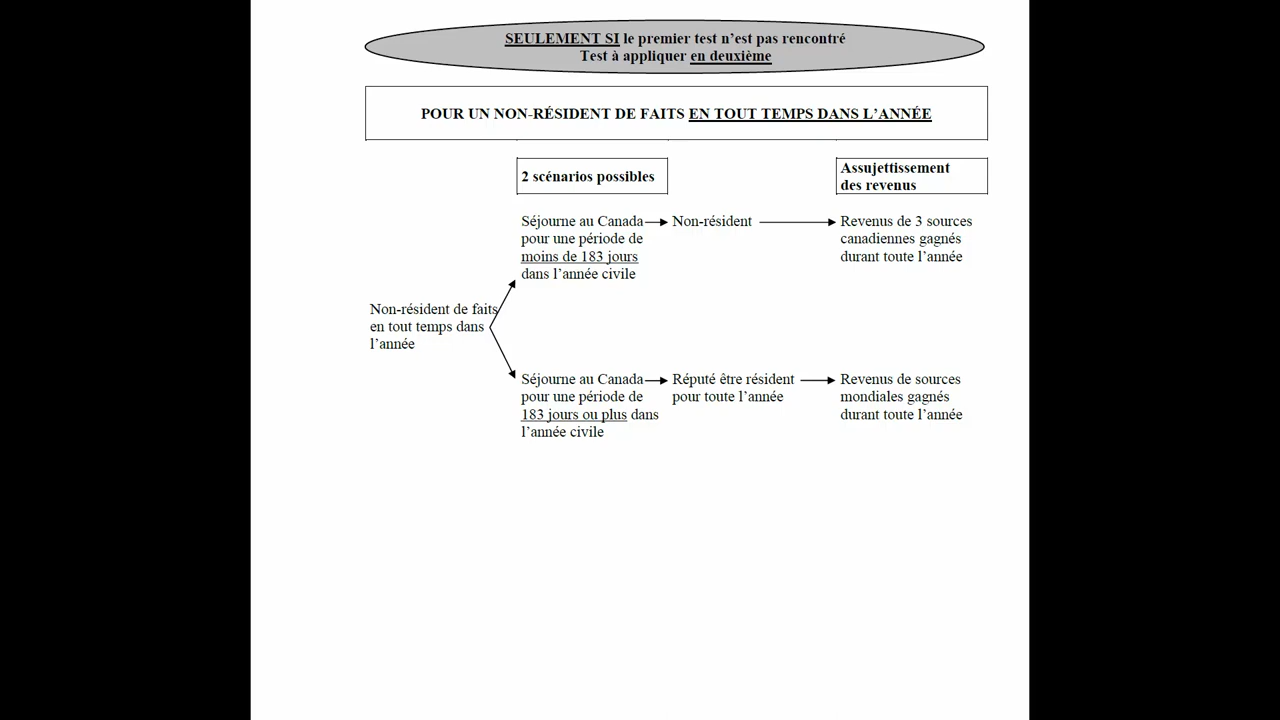 SEULEMENT SI le premier test n'est pas rencontré
Test à appliquer en deuxième
POUR UN NON-RÉSIDENT DE FAITS EN TOUT TEMPS DANS L'ANNÉE
2 scénarios possibles
Assujettissement
des revenus
Séjourne au Canada
pour une période de
moins de 183 jours
dans l'année civile
Non-résident
Revenus de 3 sources
canadiennes gagnés
durant toute l'année
Non-résident de faits
en tout temps dans
l'année
Séjourne au Canada
pour une période de
183 jours ou plus dans
l'année civile
Réputé être résident
pour toute l'année
Revenus de sources
mondiales gagnés
durant toute l'année